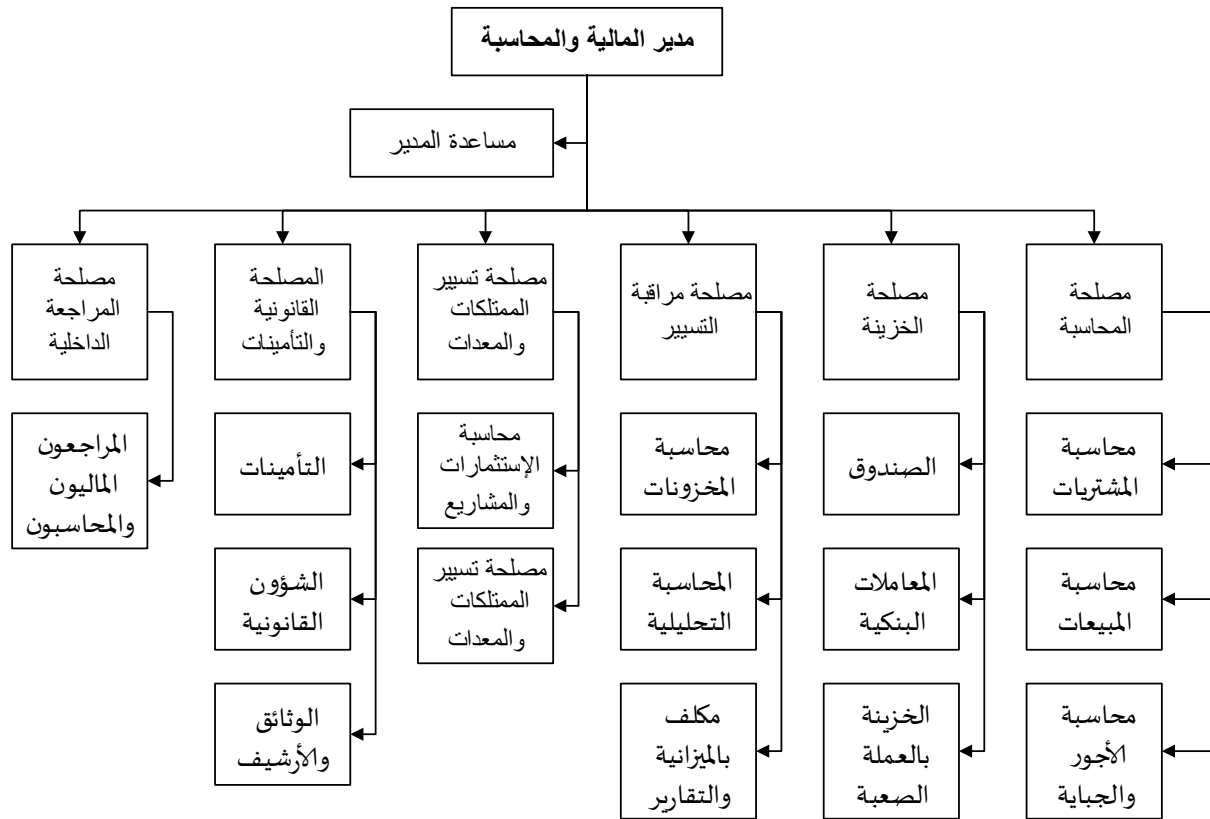 مدير المالية والمحاسبة
مساعدة المدير
مصلحة
المحاسبة
مصلحة
الخزينة
مصلحة مراقبة
التسيير
مصلحة تسيير
الممتلكات
والمعدات
المصلحة
القانونية
والتأمينات
مصلحة
المراجعة
الداخلية
محاسبة
المشتريات
الصندوق
محاسبة
المخزونات
محاسبة
الإستثمارات
والمشاريع
التأمينات
المراجعون
الماليون
والمحاسبون
محاسبة
المبيعات
المعاملات
البنكية
المحاسبة
التحليلية
مصلحة تسيير
الممتلكات
والمعدات
الشؤون
القانونية
محاسبة
الأجور
والجباية
الخزينة
بالعملة
الصعبة
مكلف
بالميزانية
والتقارير
الوثائق
والأرشيف